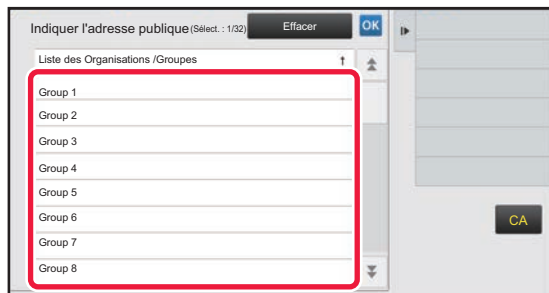 Indiquer l'adresse publique (Sélect. : 1/32) Effacer OK
Liste des Organisations /Groupes ↑
Group 1
Group 2
Group 3
Group 4
Group 5
Group 6
Group 7
Group 8
CA